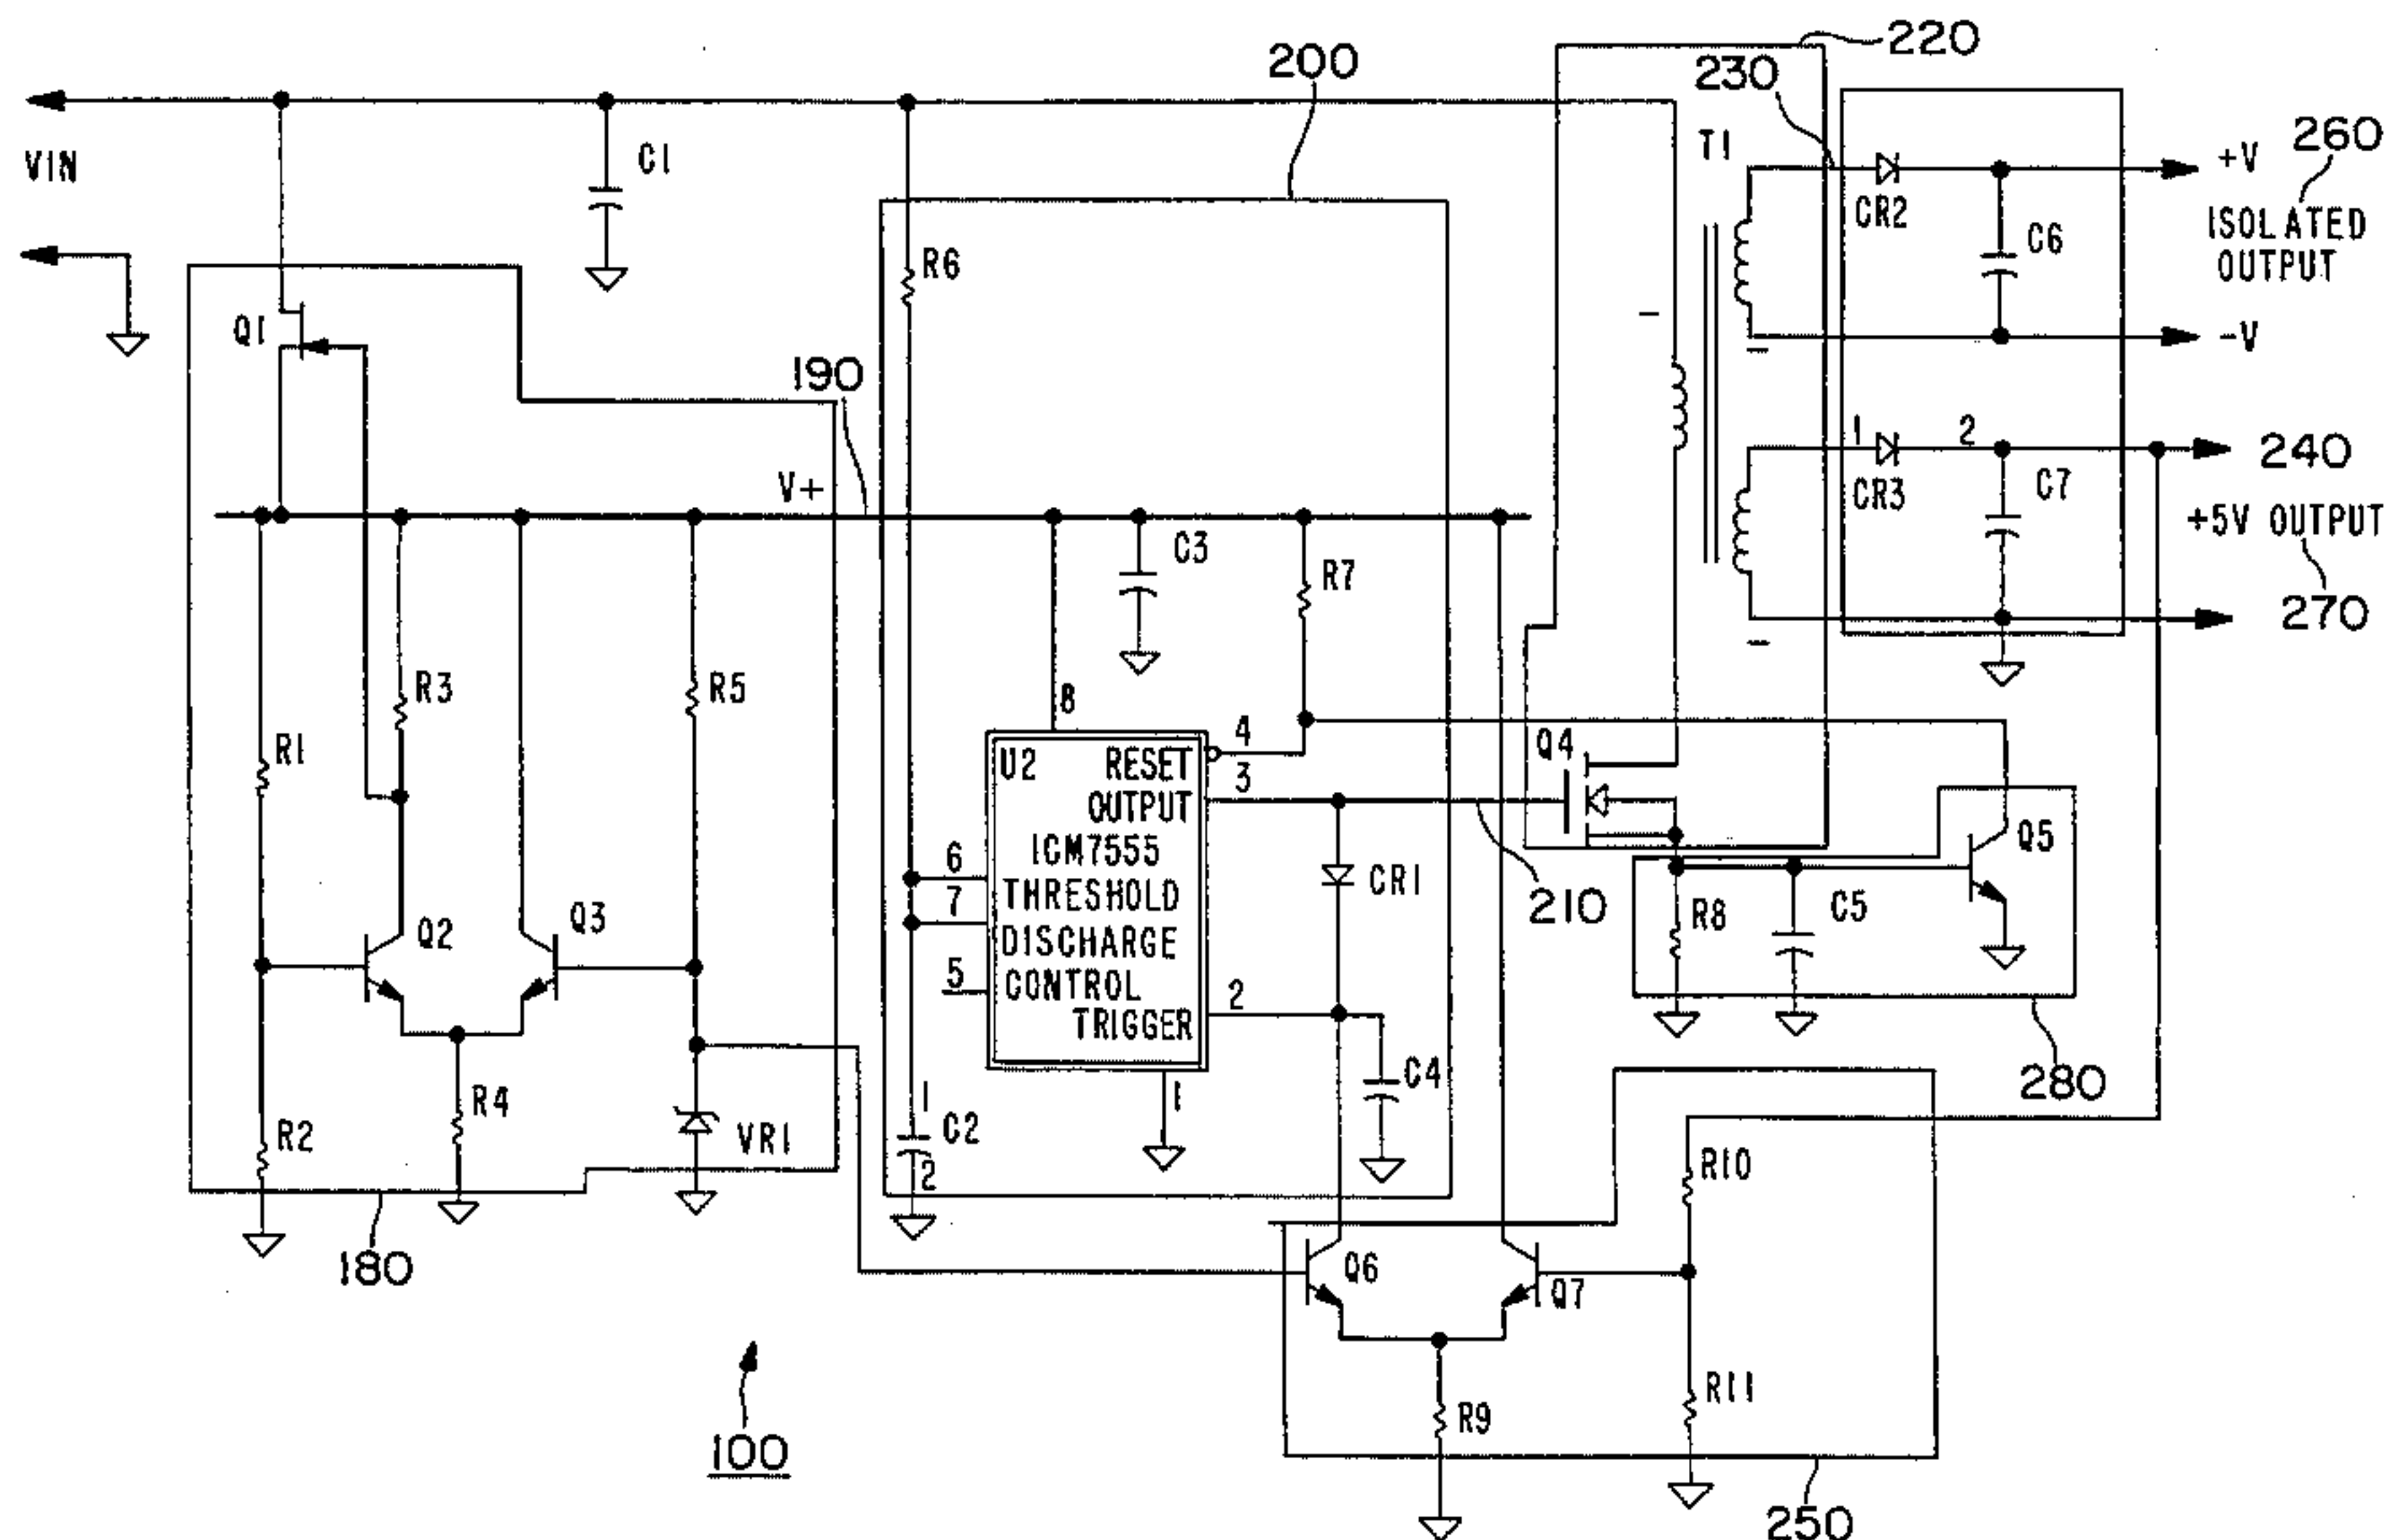 220
200
230
260
VIN
C1
T1
+V
ISOLATED
OUTPUT
CR2
C6
R6
-V
Q1
190
V+
1
2
240
CR3
C7
+5V OUTPUT
270
C3
R7
R3
R5
8
4
R1
U2
RESET
3
Q4
OUTPUT
Q5
ICM7555
6
THRESHOLD
CR1
7
210
R8
C5
DISCHARGE
Q2
Q3
5
CONTROL
2
TRIGGER
280
C4
R4
1
1
R2
VR1
C2
2
R10
180
Q6
Q7
R11
R9
100
250